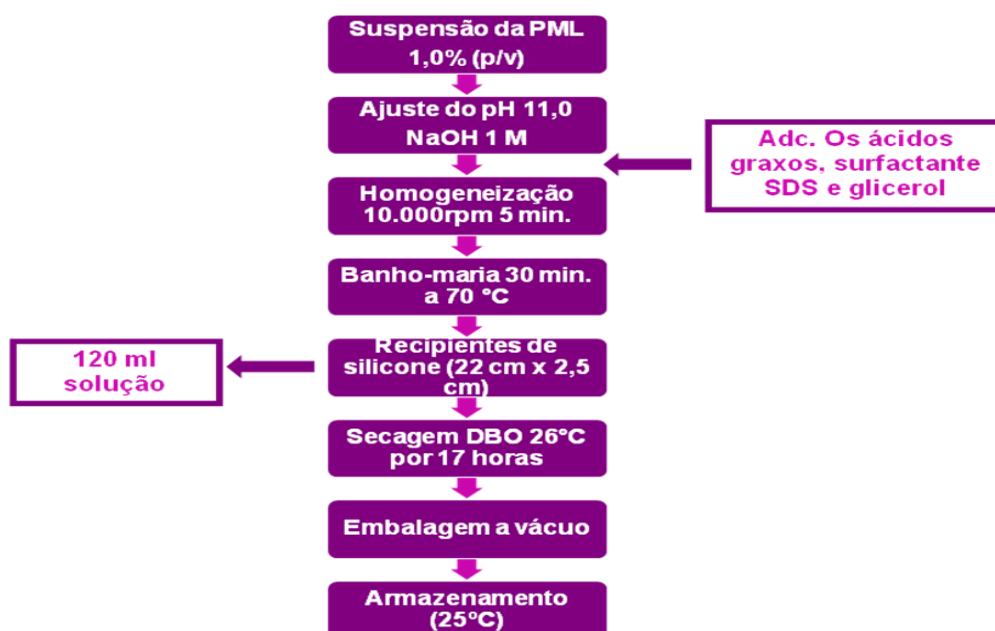 Suspensão da PML
1,0% (p/v)
Ajuste do pH 11,0
NaOH 1 M
Adc. Os ácidos
graxos, surfactante
SDS e glicerol
Homogeneização
10.000rpm 5 min.
Banho-maria 30 min.
a 70 °C
Recipientes de
silicone (22 cm x 2,5
cm)
120 ml
solução
Secagem DBO 26°C
por 17 horas
Embalagem a vácuo
Armazenamento
(25ºC)